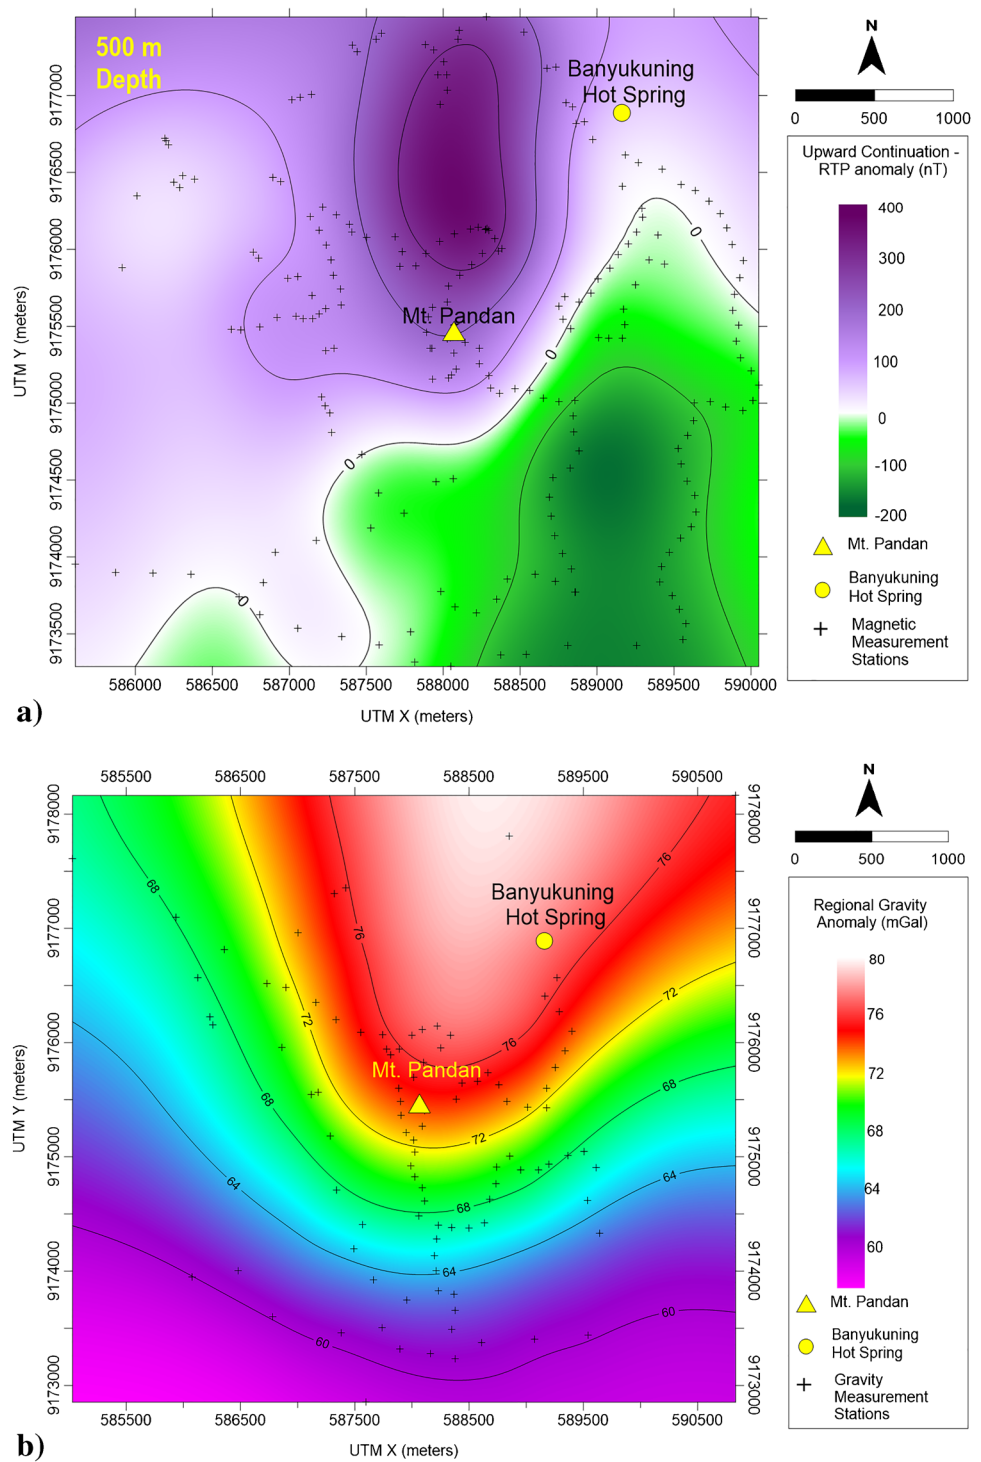 500 m
Depth
Banyukuning
Hot Spring
Mt. Pandan
0
0
0
0
9177000
9176500
9176000
9175500
9175000
9174500
9174000
9173500
UTM Y (meters)
586000 586500 587000 587500 588000 588500 589000 589500 590000
UTM X (meters)
a)
N
0 500 1000
Upward Continuation -
RTP anomaly (nT)
400
300
200
100
0
-100
-200
Mt. Pandan
Banyukuning
Hot Spring
Magnetic
Measurement
Stations
585500 586500 587500 588500 589500 590500
9178000
9177000
9176000
9175000
9174000
9173000
UTM Y (meters)
68
76
76
Banyukuning
Hot Spring
72
72
76
Mt. Pandan
68
68
72
64
64
68
64
60
60
9178000
9177000
9176000
9175000
9174000
9173000
585500 586500 587500 588500 589500 590500
UTM X (meters)
b)
N
0 500 1000
Regional Gravity
Anomaly (mGal)
80
76
72
68
64
60
Mt. Pandan
Banyukuning
Hot Spring
Gravity
Measurement
Stations